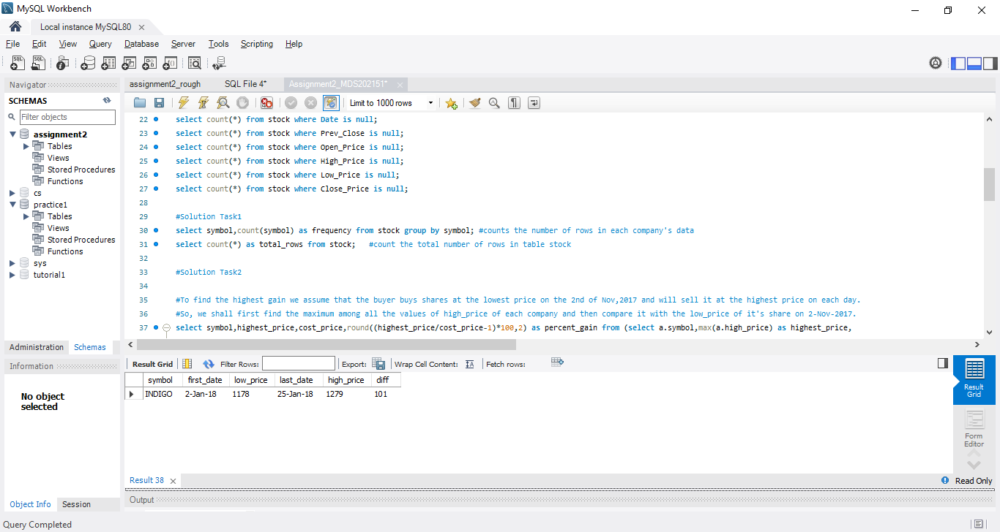 MySQL Workbench
Local instance MySQL80
File Edit View Query Database Server Tools Scripting Help
Navigator
SCHEMAS
Filter objects
assignment2
Tables
Views
Stored Procedures
Functions
cs
practice1
Tables
Views
Stored Procedures
Functions
sys
tutorial1
Administration Schemas
Information
No object
selected
Object Info Session
assignment2_rough SQL File 4* Assignment2_MDS202151*
Limit to 1000 rows
22 select count(*) from stock where Date is null;
23 select count(*) from stock where Prev_Close is null;
24 select count(*) from stock where Open_Price is null;
25 select count(*) from stock where High_Price is null;
26 select count(*) from stock where Low_Price is null;
27 select count(*) from stock where Close_Price is null;
28
29 #Solution Task1
30 select symbol,count(symbol) as frequency from stock group by symbol; #counts the number of rows in each company's data
31 select count(*) as total_rows from stock; #count the total number of rows in table stock
32
33 #Solution Task2
34
35 #To find the highest gain we assume that the buyer buys shares at the lowest price on the 2nd of Nov,2017 and will sell it at the highest price on each day.
36 #So, we shall first find the maximum among all the values of high_price of each company and then compare it with the low_price of it's share on 2-Nov-2017.
37 select symbol,highest_price,cost_price,round((highest_price/cost_price-1)*100,2) as percent_gain from (select a.symbol,max(a.high_price) as highest_price,
Result Grid Filter Rows: Export: Wrap Cell Content: Fetch rows:
symbol first_date low_price last_date high_price diff
INDIGO 2-Jan-18 1178 25-Jan-18 1279 101
Result
Grid
Form
Editor
Result 38
Read Only
Output
Query Completed